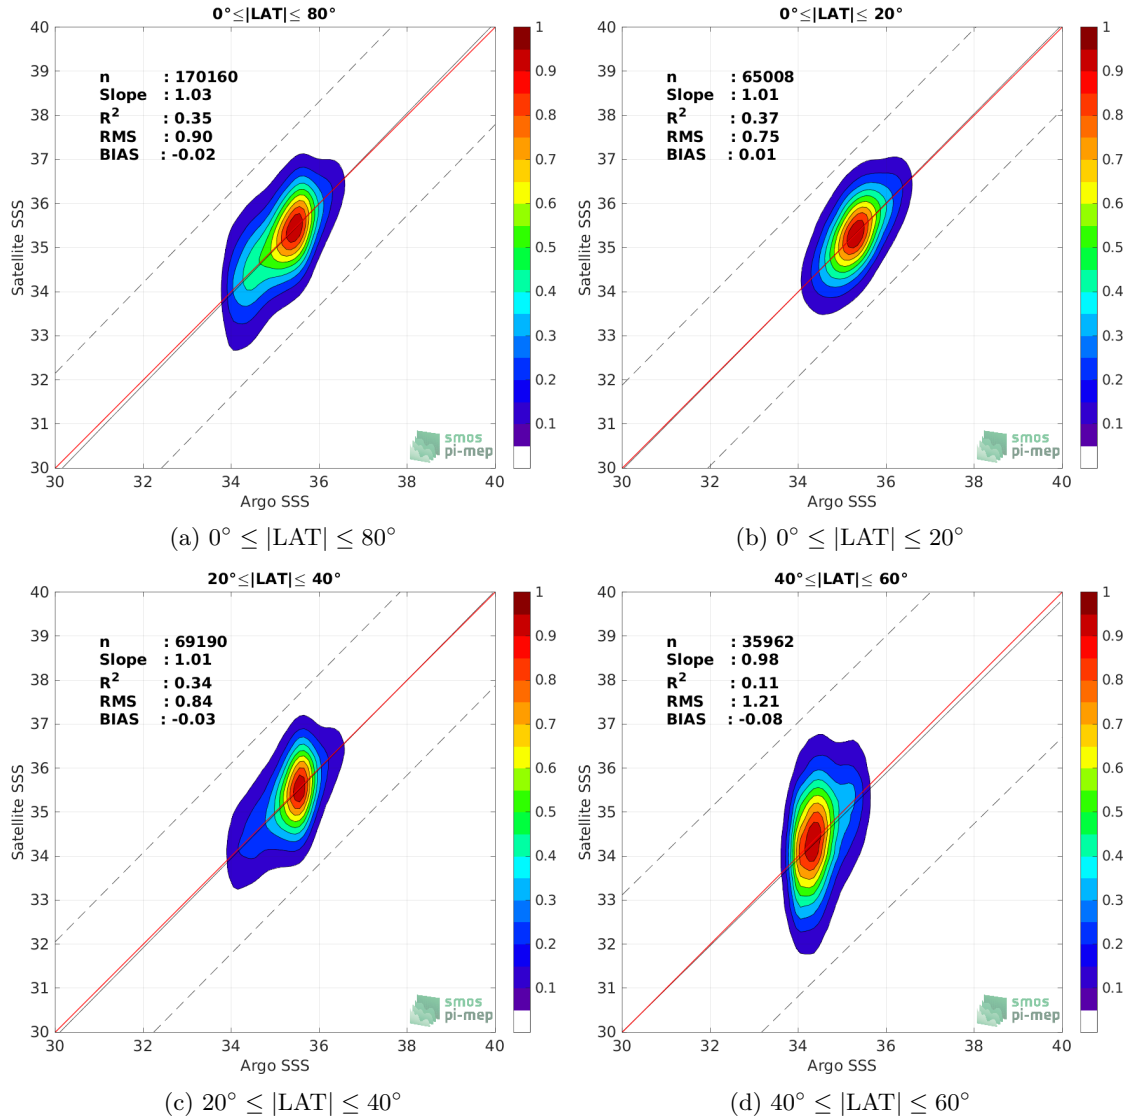 0°≤|LAT|≤ 80°
n : 170160
Slope : 1.03
R² : 0.35
RMS : 0.90
BIAS : -0.02
40
39
38
37
36
35
34
33
32
31
30
Satellite SSS
30 32 34 36 38 40
Argo SSS
1
0.9
0.8
0.7
0.6
0.5
0.4
0.3
0.2
0.1
smos
pi-mep
(a) 0° ≤ |LAT| ≤ 80°
0°≤|LAT|≤ 20°
n : 65008
Slope : 1.01
R² : 0.37
RMS : 0.75
BIAS : 0.01
40
39
38
37
36
35
34
33
32
31
30
Satellite SSS
30 32 34 36 38 40
Argo SSS
1
0.9
0.8
0.7
0.6
0.5
0.4
0.3
0.2
0.1
smos
pi-mep
(b) 0° ≤ |LAT| ≤ 20°
20°≤|LAT|≤ 40°
n : 69190
Slope : 1.01
R² : 0.34
RMS : 0.84
BIAS : -0.03
40
39
38
37
36
35
34
33
32
31
30
Satellite SSS
30 32 34 36 38 40
Argo SSS
1
0.9
0.8
0.7
0.6
0.5
0.4
0.3
0.2
0.1
smos
pi-mep
(c) 20° ≤ |LAT| ≤ 40°
40°≤|LAT|≤ 60°
n : 35962
Slope : 0.98
R² : 0.11
RMS : 1.21
BIAS : -0.08
40
39
38
37
36
35
34
33
32
31
30
Satellite SSS
30 32 34 36 38 40
Argo SSS
1
0.9
0.8
0.7
0.6
0.5
0.4
0.3
0.2
0.1
smos
pi-mep
(d) 40° ≤ |LAT| ≤ 60°